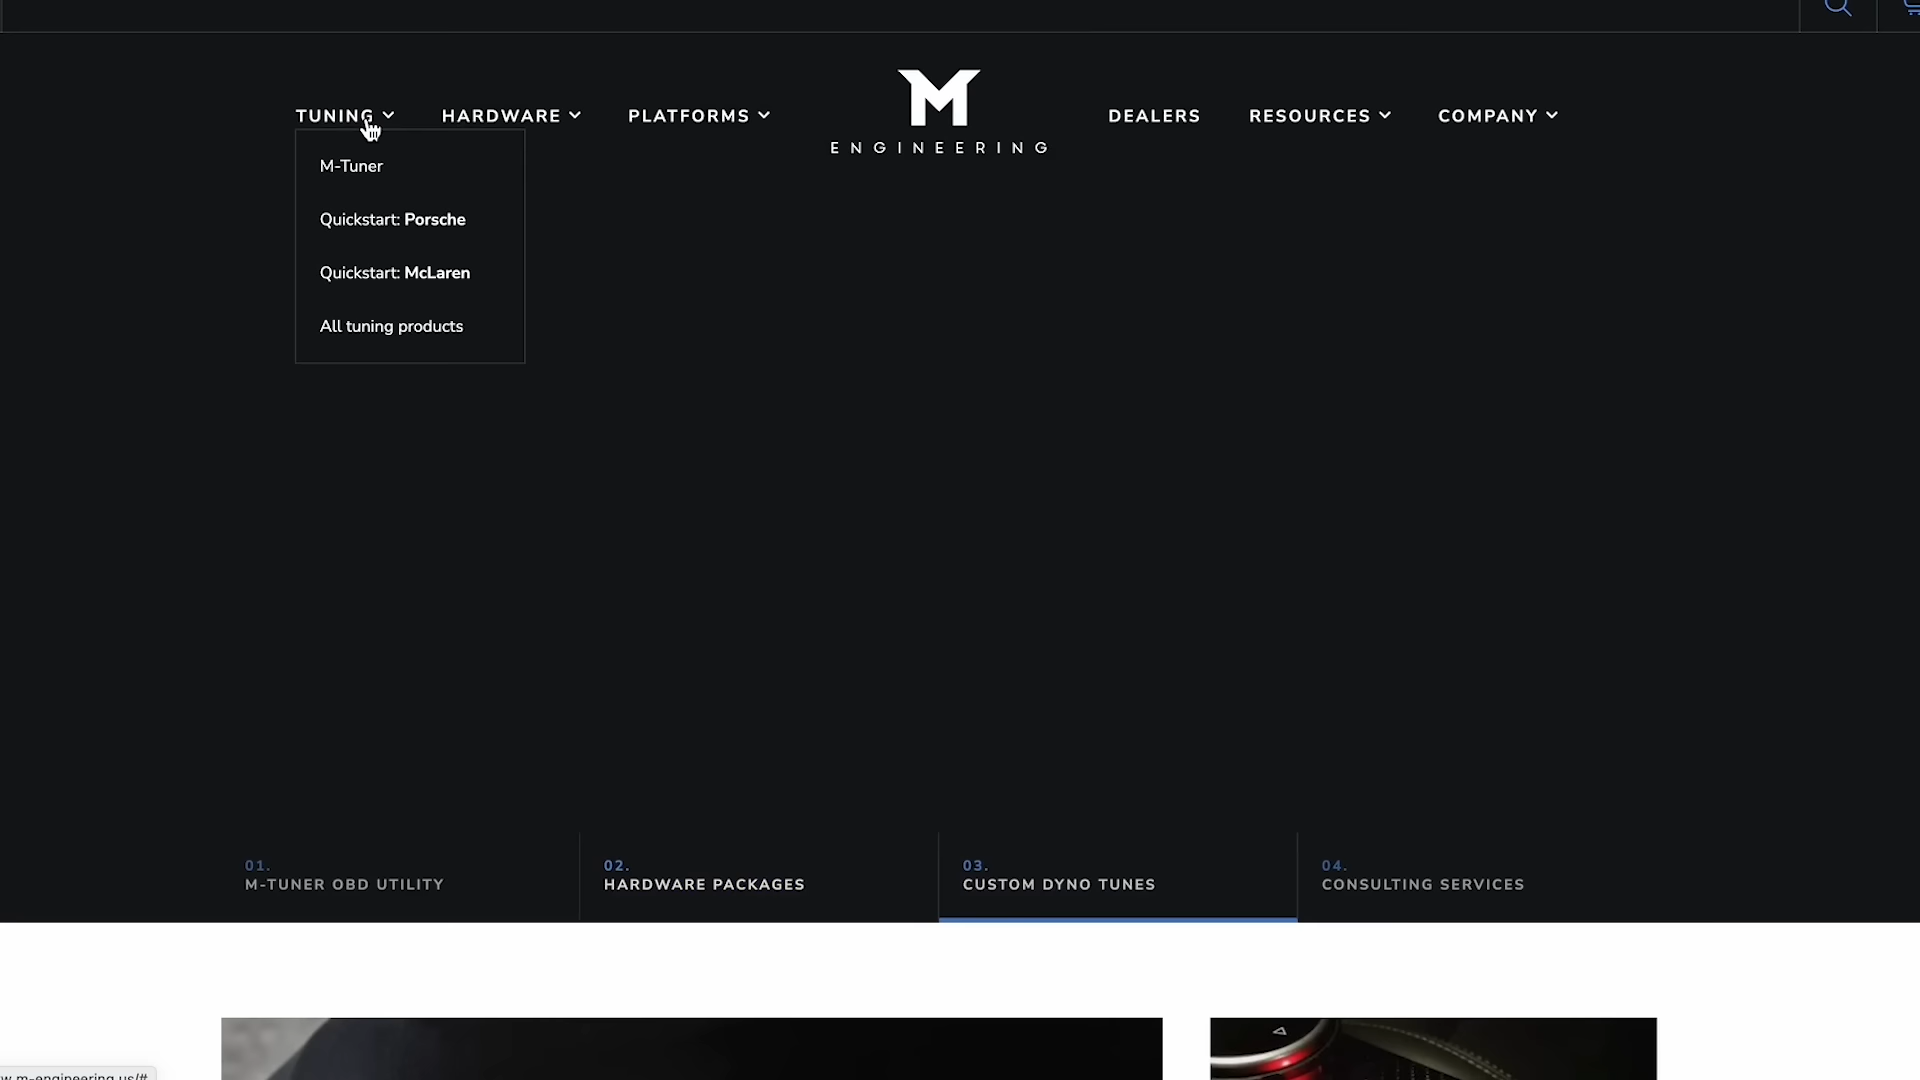 TUNING
HARDWARE
PLATFORMS
M
ENGINEERING
DEALERS
RESOURCES
COMPANY
M-Tuner
Quickstart: Porsche
Quickstart: McLaren
All tuning products
01.
M-TUNER OBD UTILITY
02.
HARDWARE PACKAGES
03.
CUSTOM DYNO TUNES
04.
CONSULTING SERVICES
w.m-engineering.us/#